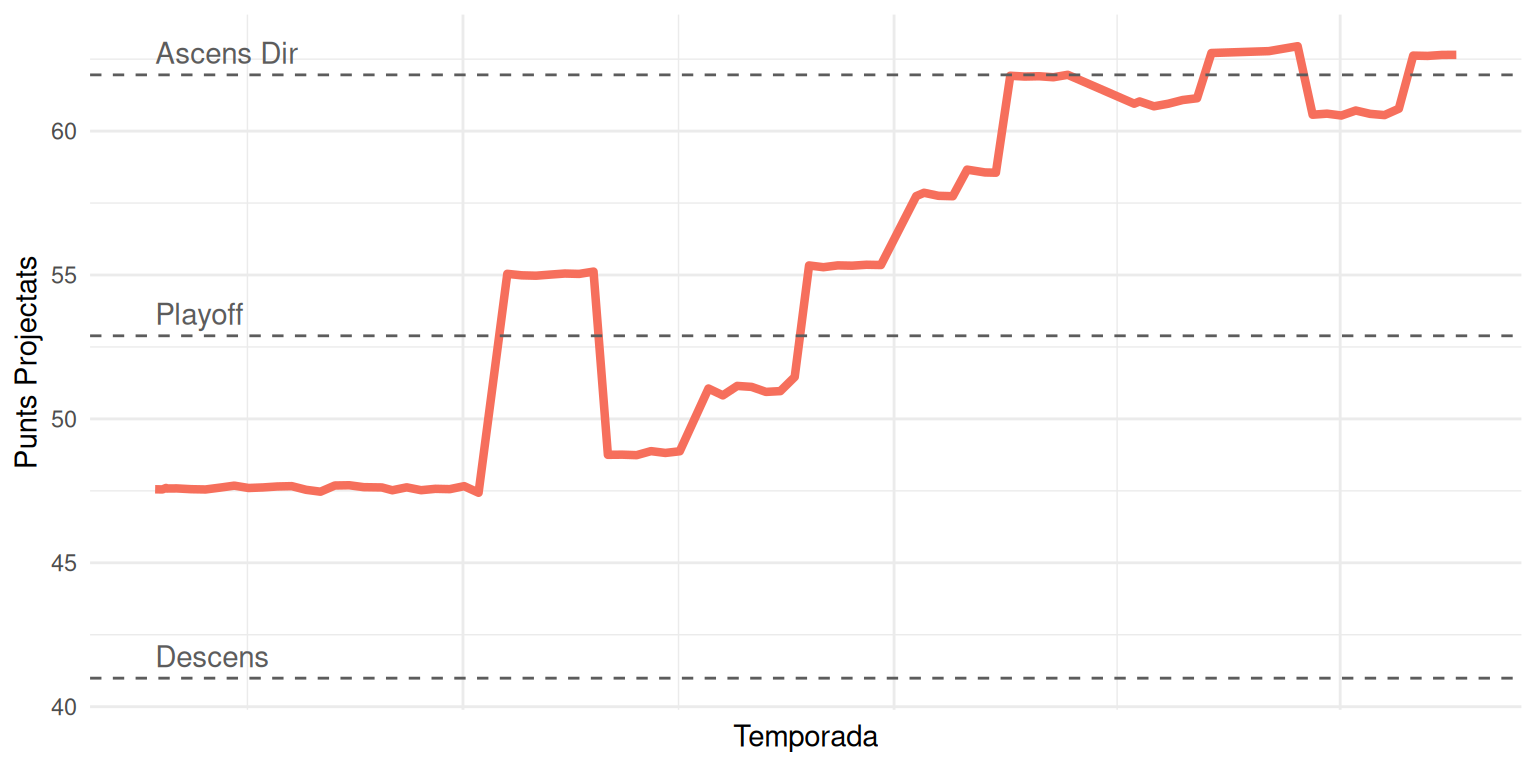 Ascens Dir
60
55
Playoff
50
45
Descens
40
Punts Projectats
Temporada